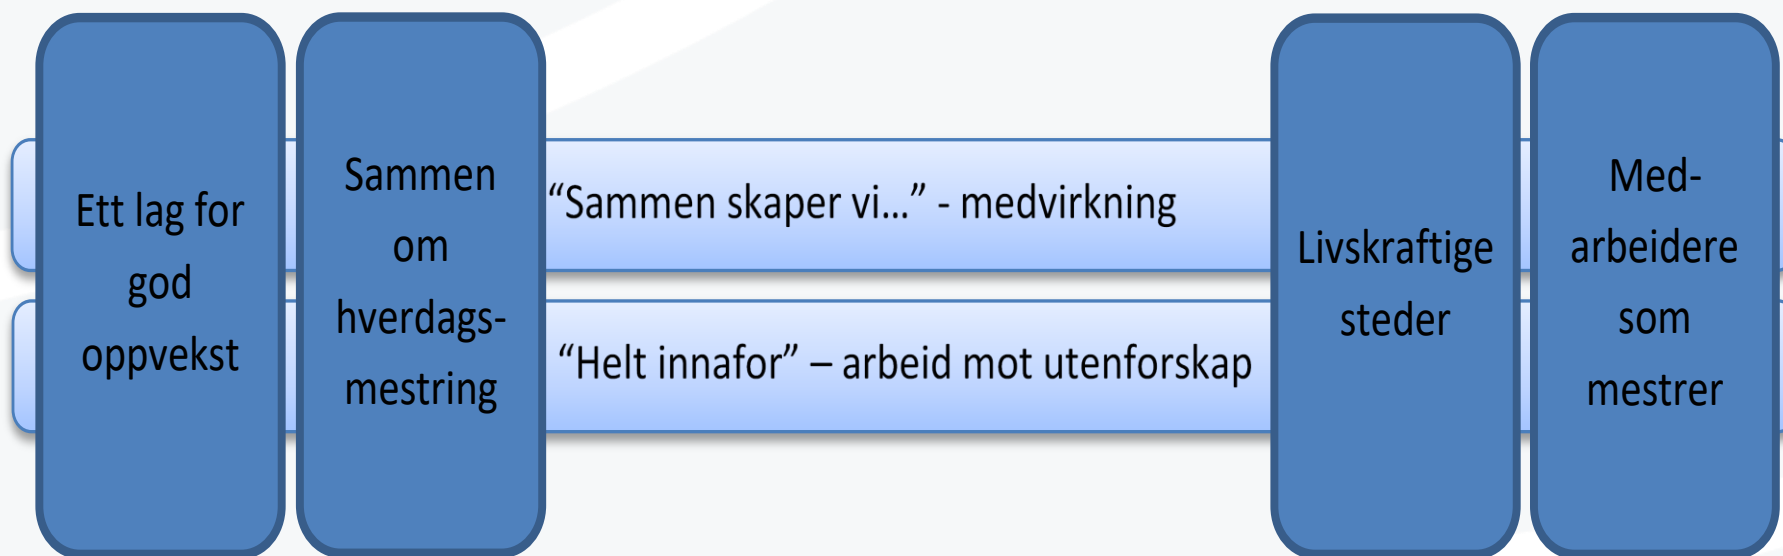 Ett lag for
god
oppvekst
Sammen
om
hverdags-
mestring
“Sammen skaper vi...” - medvirkning
“Helt innafor” – arbeid mot utenforskap
Livskraftige
steder
Med-
arbeidere
som
mestrer